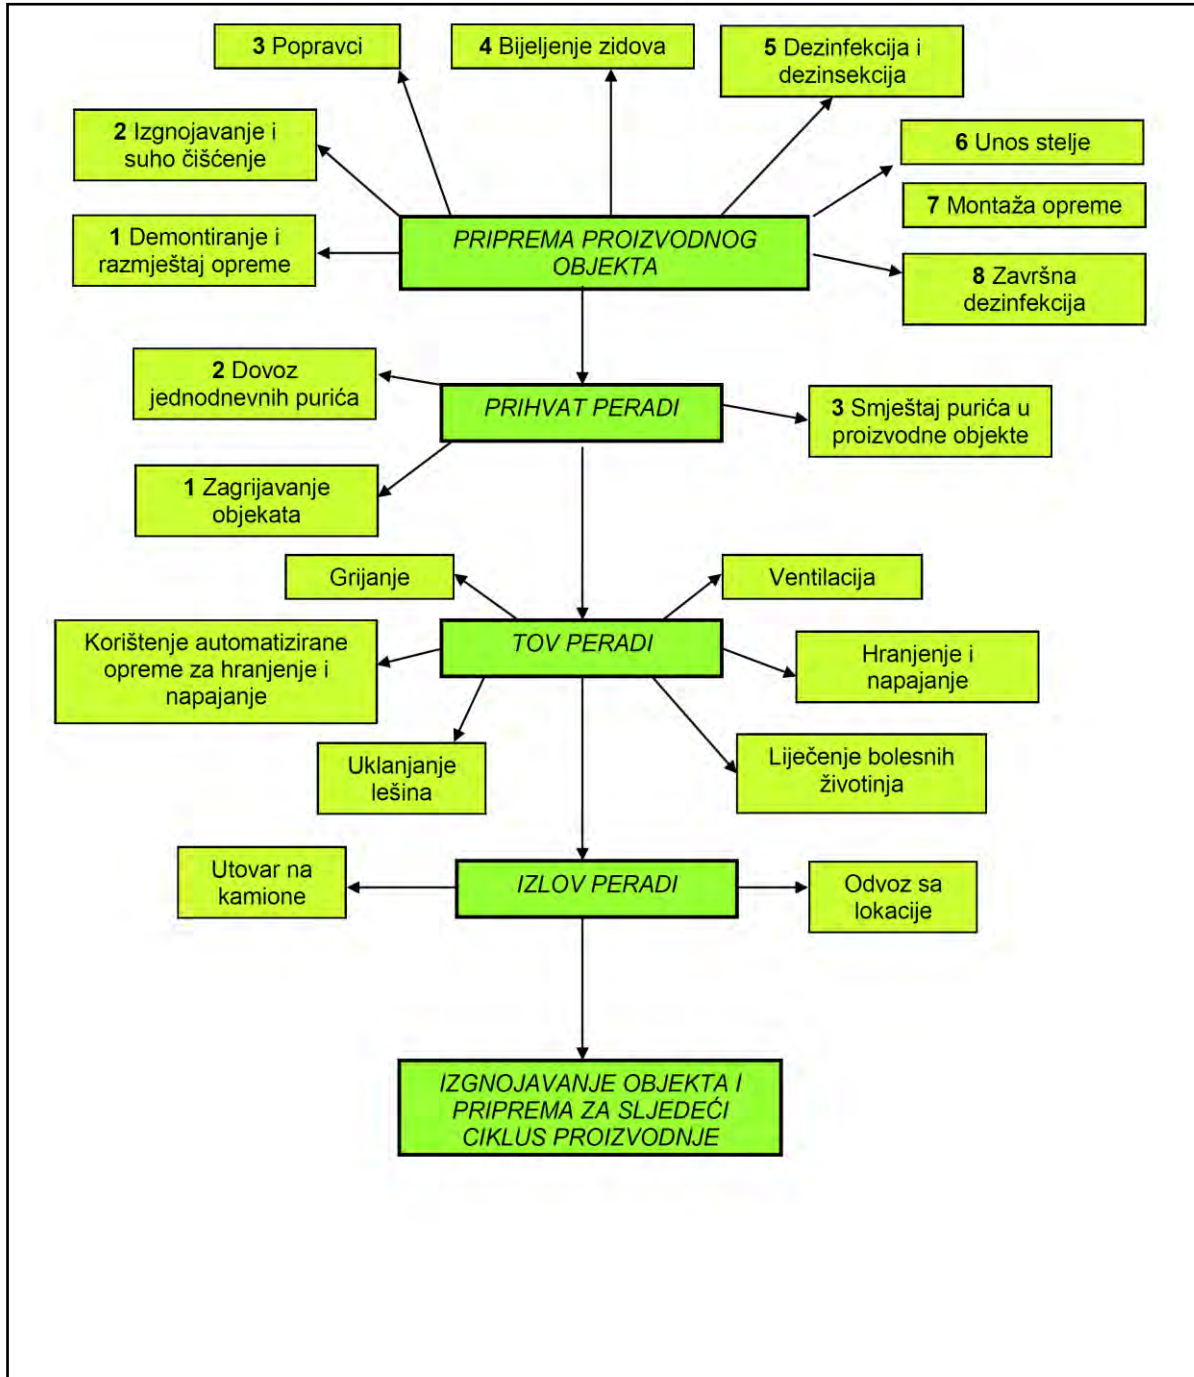 3 Popravci
4 Bijeljenje zidova
5 Dezinfekcija i
dezinsekcija
2 Izgnojavanje i
suho čišćenje
6 Unos stelje
7 Montaža opreme
1 Demontiranje i
razmještaj opreme
PRIPREMA PROIZVODNOG
OBJEKTA
8 Završna
dezinfekcija
2 Dovoz
jednodnevnih purića
PRIHVAT PERADI
3 Smještaj purića u
proizvodne objekte
1 Zagrijavanje
objekata
Grijanje
Ventilacija
Korištenje automatizirane
opreme za hranjenje i
napajanje
TOV PERADI
Hranjenje i
napajanje
Uklanjanje
lešina
Liječenje bolesnih
životinja
Utovar na
kamione
IZLOV PERADI
Odvoz sa
lokacije
IZGNOJAVANJE OBJEKTA I
PRIPREMA ZA SLJEDEĆI
CIKLUS PROIZVODNJE